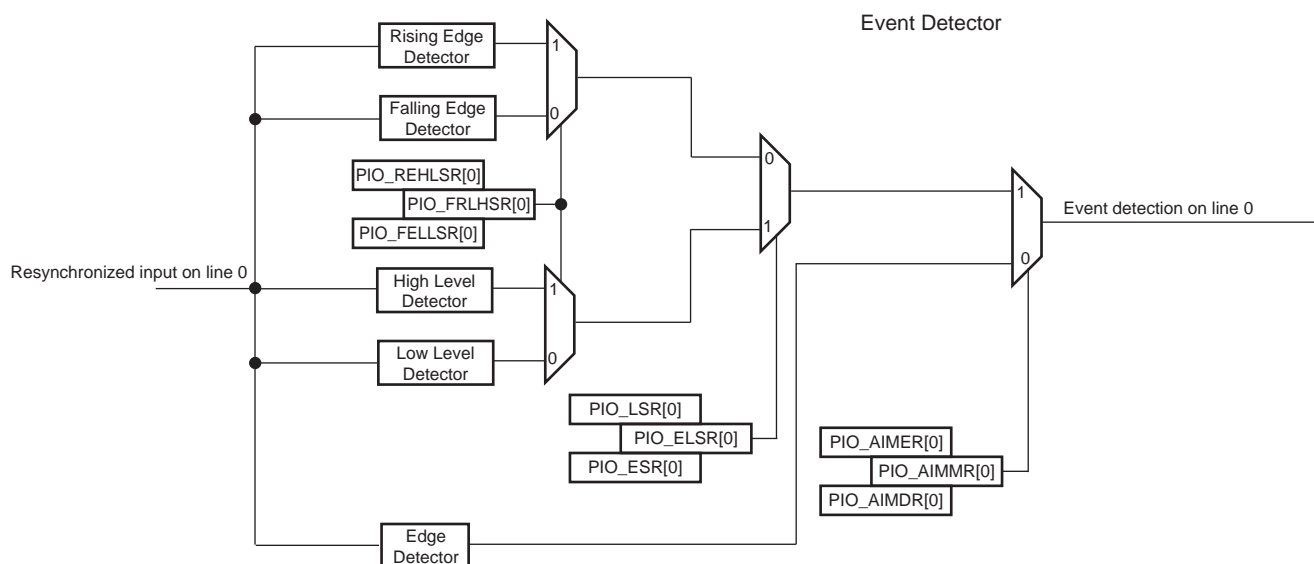 Event Detector
Rising Edge
Detector
1
Falling Edge
Detector
0
0
PIO_REHLSR[0]
PIO_FRLHSR[0]
PIO_FELLSR[0]
1
1
Event detection on line 0
0
Resynchronized input on line 0
High Level
Detector
1
Low Level
Detector
0
PIO_LSR[0]
PIO_ELSR[0]
PIO_ESR[0]
PIO_AIMER[0]
PIO_AIMMR[0]
PIO_AIMDR[0]
Edge
Detector